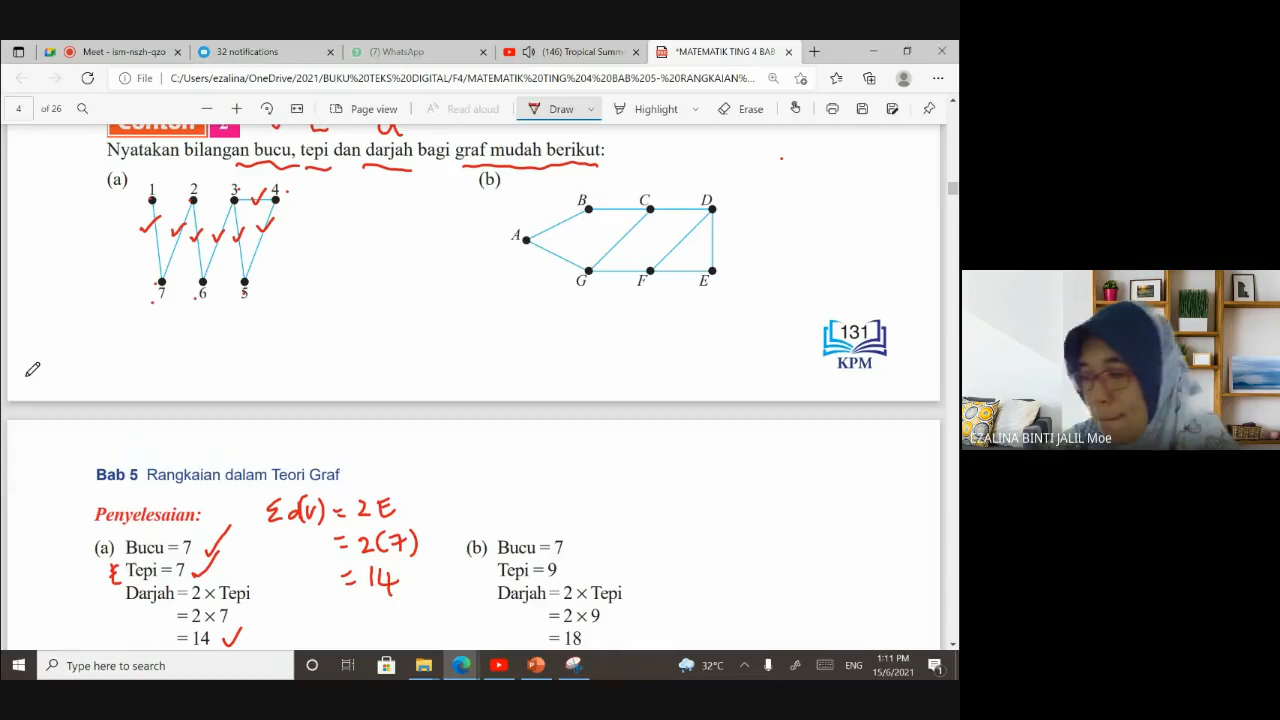 Meet - ism-nszh-qzo
32 notifications
(7) WhatsApp
(146) Tropical Summ
*MATEMATIK TING 4 BAB
File
C:/Users/ezalina/OneDrive/2021/BUKU%20TEKS%20DIGITAL/F4/MATEMATIK%20TING%204%20BAB%205-%20RANGKAIAN%...
4 of 26
Page view
Read aloud
Draw
Highlight
Erase
Contoh 2
Nyatakan bilangan bucu, tepi dan darjah bagi graf mudah berikut:
(a)
(b)
1 2 3 4
7 6 5
B C D
A
G F E
131
KPM
Bab 5 Rangkaian dalam Teori Graf
Penyelesaian:
(a) Bucu = 7
Tepi = 7
Darjah = 2 × Tepi
= 2 × 7
= 14
Σ d(v) = 2 E
= 2(7)
= 14
(b) Bucu = 7
Tepi = 9
Darjah = 2 × Tepi
= 2 × 9
= 18
EZALINA BINTI JALIL Moe
Type here to search
32°C
ENG
1:11 PM
15/6/2021